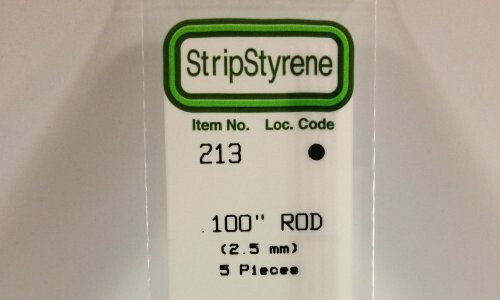 StripStyrene
Item No. Loc. Code
213 ●
.100" ROD
(2.5 mm)
5 Pieces